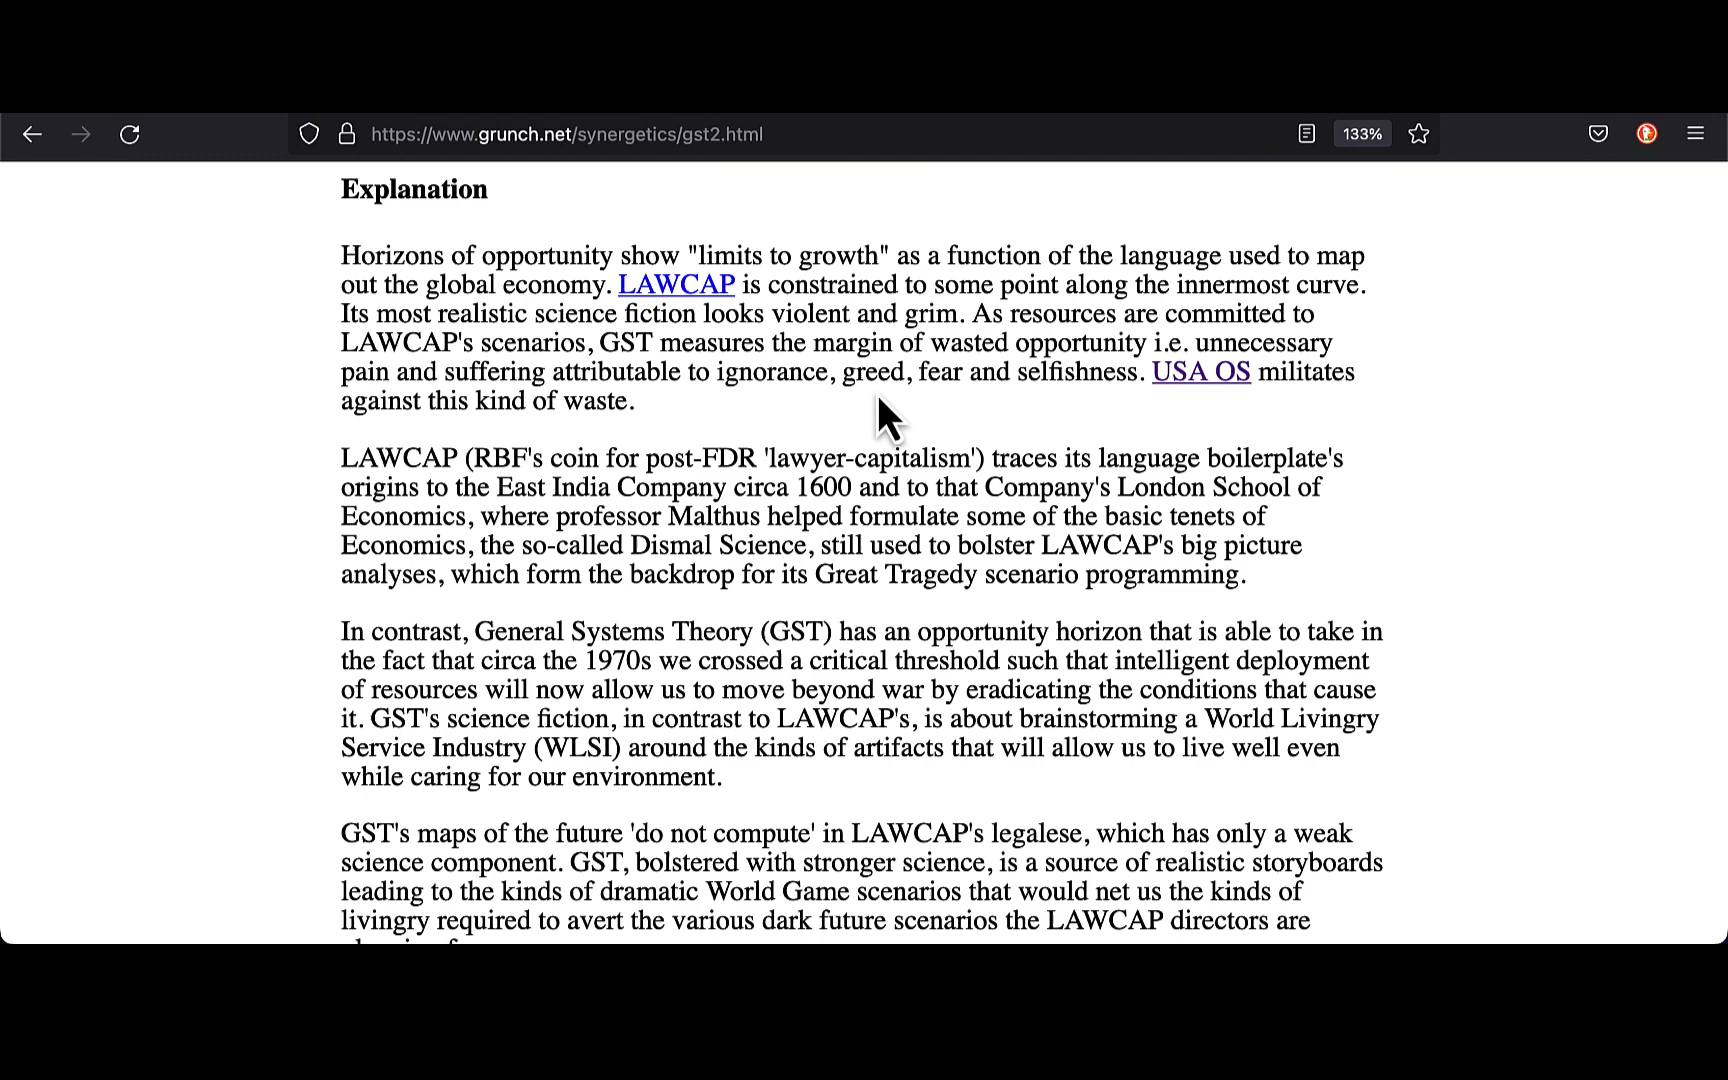 https://www.grunch.net/synergetics/gst2.html
133%
Explanation
Horizons of opportunity show "limits to growth" as a function of the language used to map
out the global economy. LAWCAP is constrained to some point along the innermost curve.
Its most realistic science fiction looks violent and grim. As resources are committed to
LAWCAP's scenarios, GST measures the margin of wasted opportunity i.e. unnecessary
pain and suffering attributable to ignorance, greed, fear and selfishness. USA OS militates
against this kind of waste.
LAWCAP (RBF's coin for post-FDR 'lawyer-capitalism') traces its language boilerplate's
origins to the East India Company circa 1600 and to that Company's London School of
Economics, where professor Malthus helped formulate some of the basic tenets of
Economics, the so-called Dismal Science, still used to bolster LAWCAP's big picture
analyses, which form the backdrop for its Great Tragedy scenario programming.
In contrast, General Systems Theory (GST) has an opportunity horizon that is able to take in
the fact that circa the 1970s we crossed a critical threshold such that intelligent deployment
of resources will now allow us to move beyond war by eradicating the conditions that cause
it. GST's science fiction, in contrast to LAWCAP's, is about brainstorming a World Livingry
Service Industry (WLSI) around the kinds of artifacts that will allow us to live well even
while caring for our environment.
GST's maps of the future 'do not compute' in LAWCAP's legalese, which has only a weak
science component. GST, bolstered with stronger science, is a source of realistic storyboards
leading to the kinds of dramatic World Game scenarios that would net us the kinds of
livingry required to avert the various dark future scenarios the LAWCAP directors are